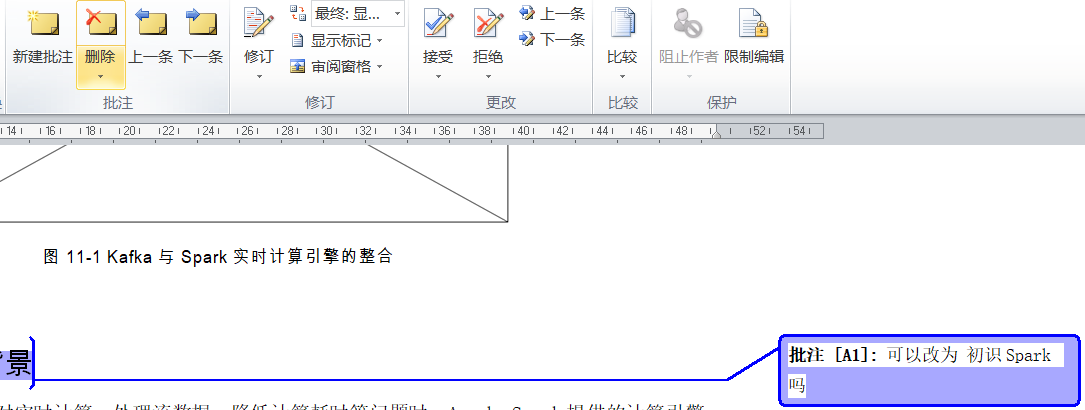 新建批注 删除 上一条 下一条 修订 最终: 显... 显示标记 审阅窗格 接受 拒绝 上一条 下一条 比较 阻止作者 限制编辑
批注 修订 更改 比较 保护
14 16 18 20 22 24 26 28 30 32 34 36 38 40 42 44 46 48 52 54
图 11-1 Kafka 与 Spark 实时计算引擎的整合
景
批注 [A1]: 可以改为 初识 Spark
吗